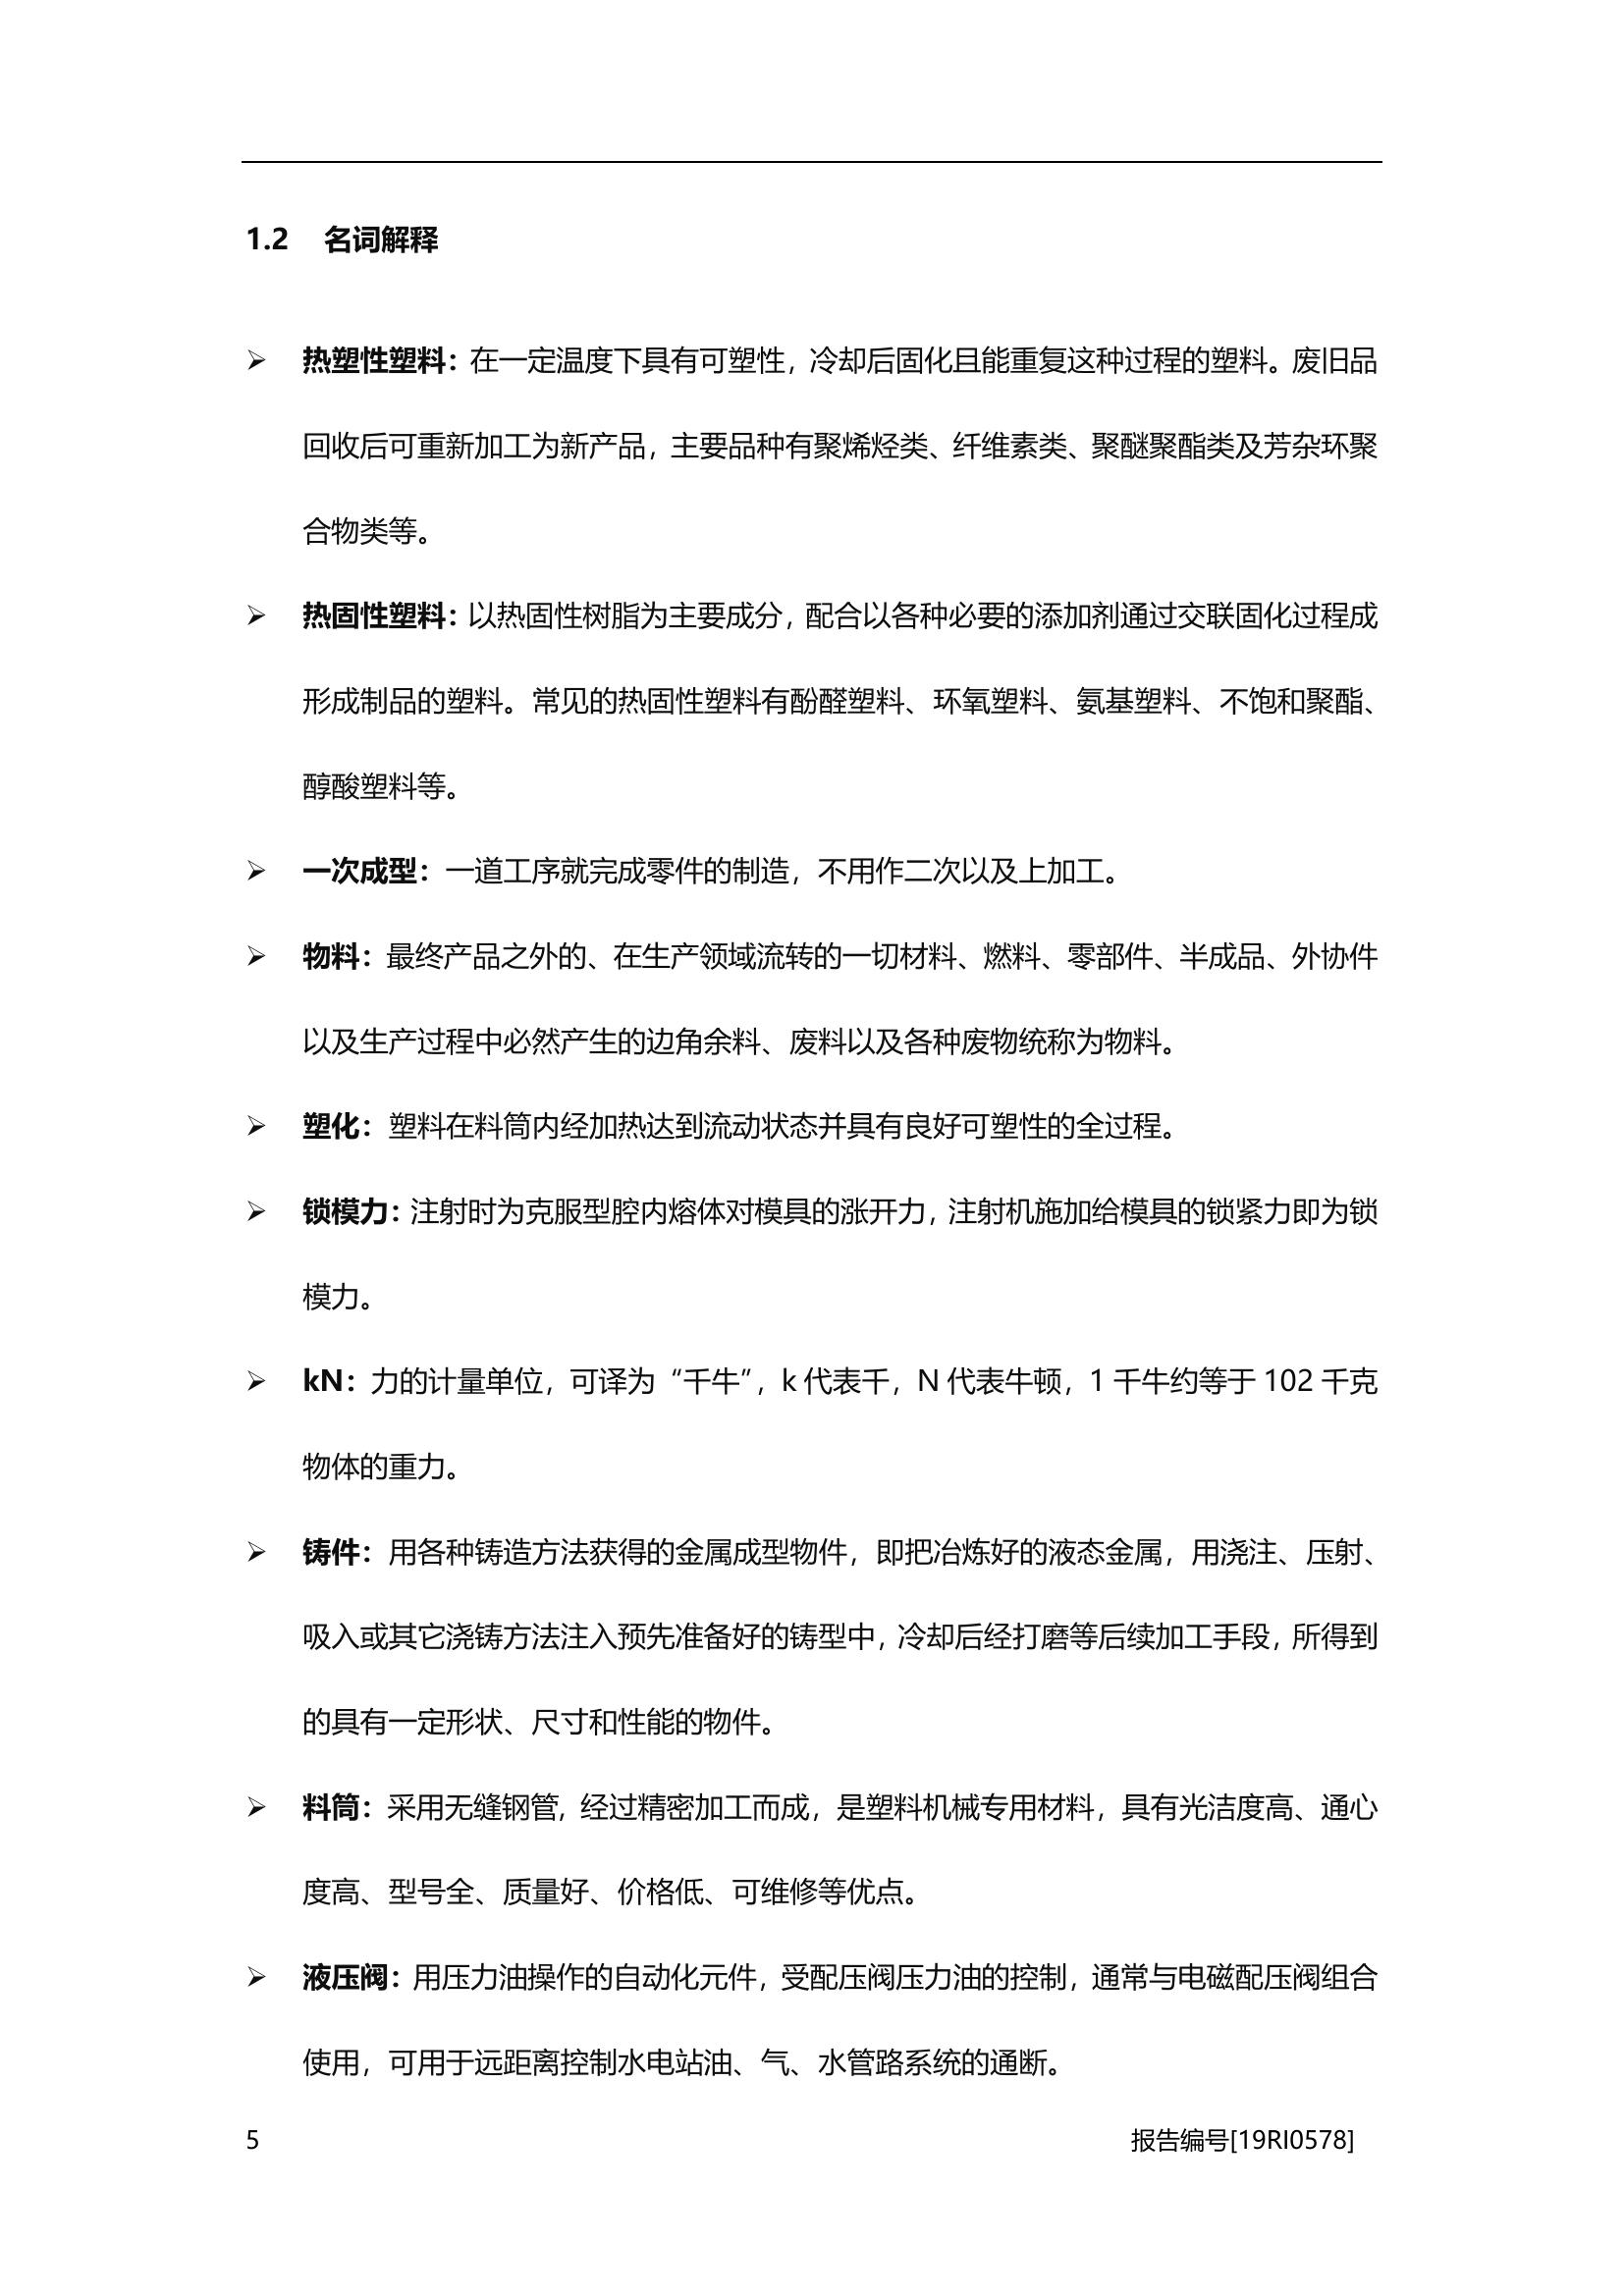 1.2 名词解释
➢ 热塑性塑料：在一定温度下具有可塑性，冷却后固化且能重复这种过程的塑料。废旧品
回收后可重新加工为新产品，主要品种有聚烯烃类、纤维素类、聚醚聚酯类及芳杂环聚
合物类等。
➢ 热固性塑料：以热固性树脂为主要成分，配合以各种必要的添加剂通过交联固化过程成
形成制品的塑料。常见的热固性塑料有酚醛塑料、环氧塑料、氨基塑料、不饱和聚酯、
醇酸塑料等。
➢ 一次成型：一道工序就完成零件的制造，不用作二次以及上加工。
➢ 物料：最终产品之外的、在生产领域流转的一切材料、燃料、零部件、半成品、外协件
以及生产过程中必然产生的边角余料、废料以及各种废物统称为物料。
➢ 塑化：塑料在料筒内经加热达到流动状态并具有良好可塑性的全过程。
➢ 锁模力：注射时为克服型腔内熔体对模具的涨开力，注射机施加给模具的锁紧力即为锁
模力。
➢ kN：力的计量单位，可译为“千牛”，k 代表千，N 代表牛顿，1 千牛约等于 102 千克
物体的重力。
➢ 铸件：用各种铸造方法获得的金属成型物件，即把冶炼好的液态金属，用浇注、压射、
吸入或其它浇铸方法注入预先准备好的铸型中，冷却后经打磨等后续加工手段，所得到
的具有一定形状、尺寸和性能的物件。
➢ 料筒：采用无缝钢管, 经过精密加工而成，是塑料机械专用材料，具有光洁度高、通心
度高、型号全、质量好、价格低、可维修等优点。
➢ 液压阀：用压力油操作的自动化元件，受配压阀压力油的控制，通常与电磁配压阀组合
使用，可用于远距离控制水电站油、气、水管路系统的通断。
5 报告编号[19RI0578]